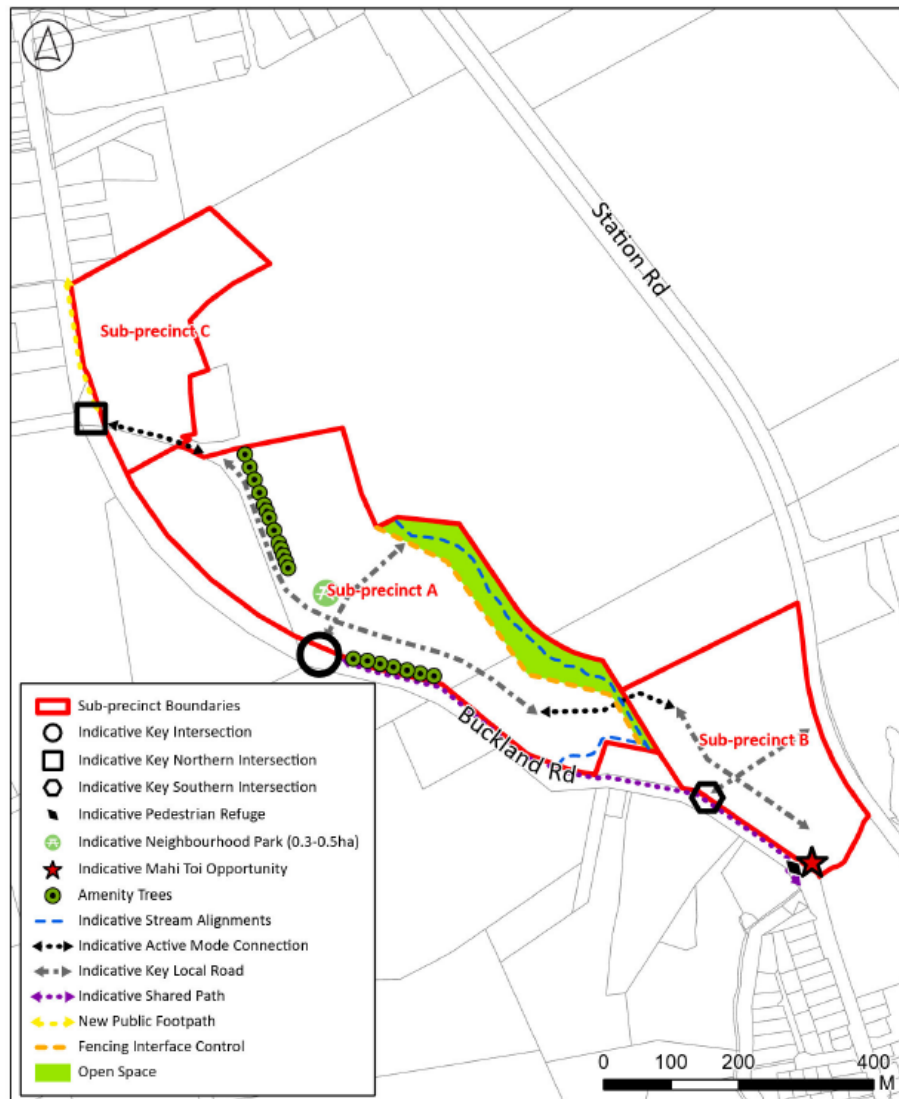 Station Rd
Sub-precinct C
Sub-precinct A
Sub-precinct B
Buckland Rd
Sub-precinct Boundaries
Indicative Key Intersection
Indicative Key Northern Intersection
Indicative Key Southern Intersection
Indicative Pedestrian Refuge
Indicative Neighbourhood Park (0.3-0.5ha)
Indicative Mahi Toi Opportunity
Amenity Trees
Indicative Stream Alignments
Indicative Active Mode Connection
Indicative Key Local Road
Indicative Shared Path
New Public Footpath
Fencing Interface Control
Open Space
0 100 200 400
M